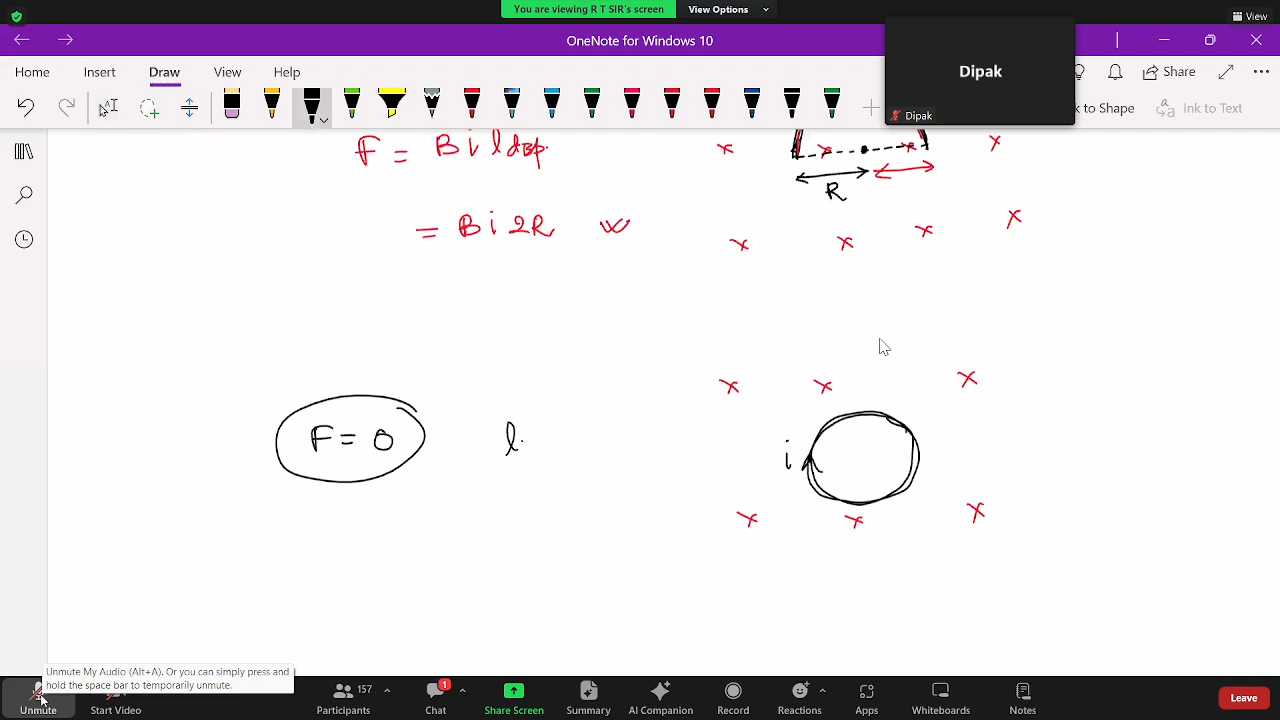 You are viewing R T SIR's screen View Options
View
OneNote for Windows 10
Dipak
Home Insert Draw View Help Share
Dipak
k to Shape Ink to Text
F = B i l disp.
R
= B i 2R
x x x x
x x x
F = 0 l. i
x x x
Unmute My Audio (Alt+A). Or you can simply press and
hold the space bar to temporarily unmute.
157 1
Unmute Start Video Participants Chat Share Screen Summary AI Companion Record Reactions Apps Whiteboards Notes Leave